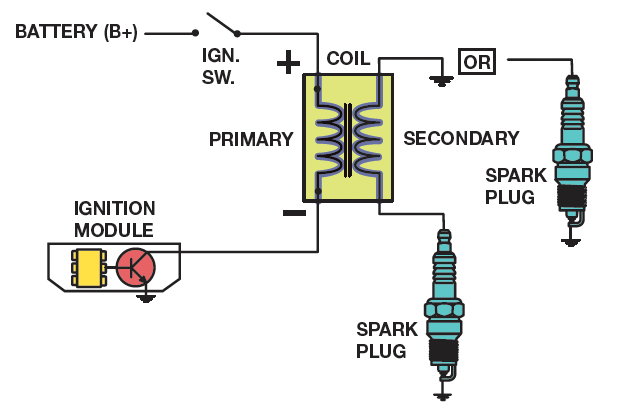 BATTERY (B+)
IGN.
SW.
+
COIL
OR
PRIMARY
SECONDARY
SPARK
PLUG
IGNITION
MODULE
−
SPARK
PLUG